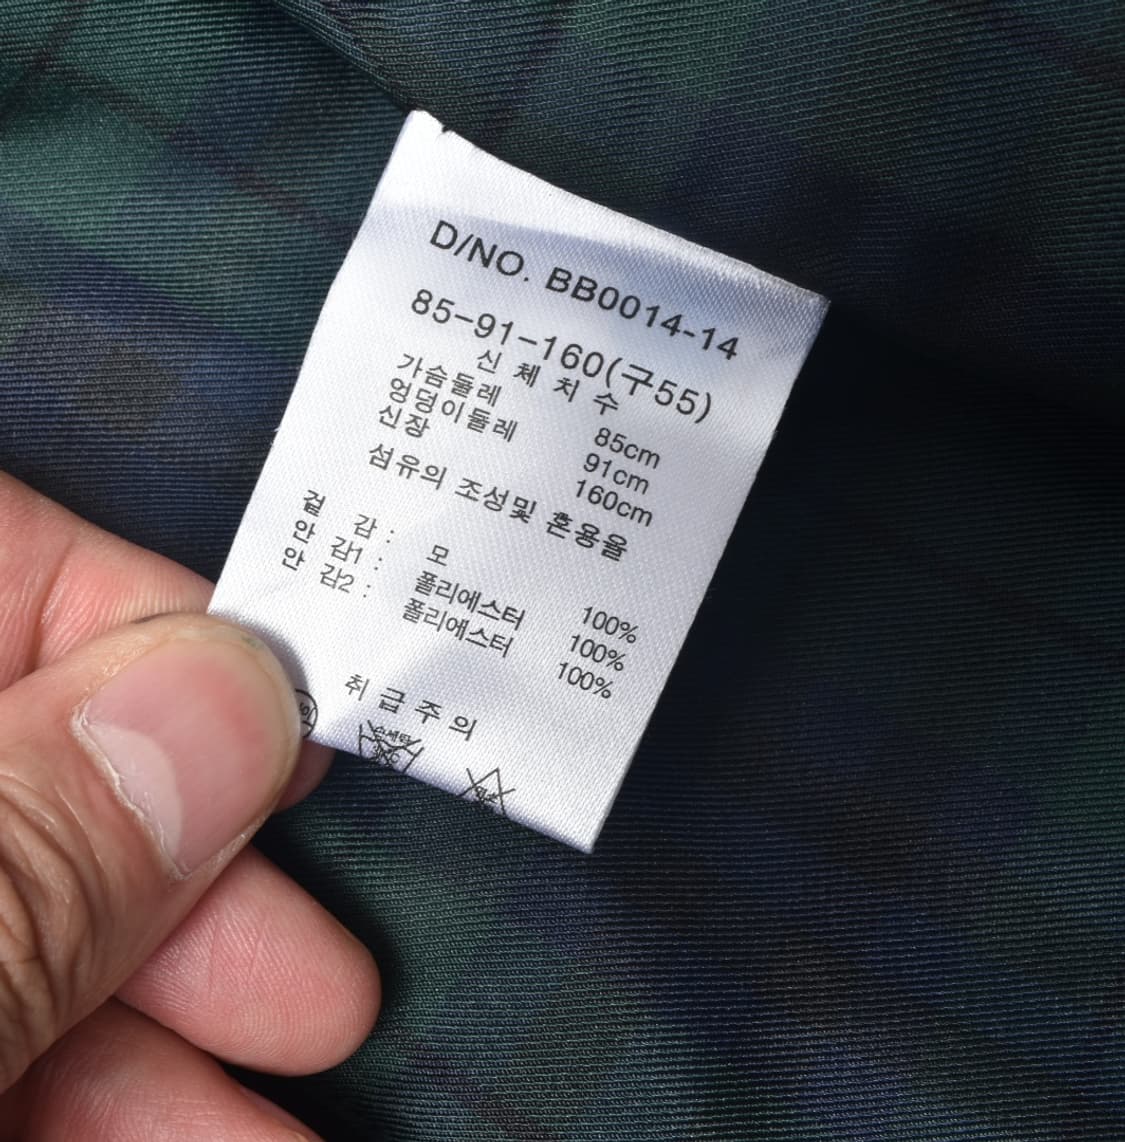 D/NO. BB0014-14
85-91-160(구55)
신 체 치 수
가슴둘레 85cm
엉덩이둘레 91cm
신장 160cm
섬유의 조성및 혼용율
겉 감 : 모 100%
안 감1 : 폴리에스터 100%
안 감2 : 폴리에스터 100%
취 급 주 의
손세탁